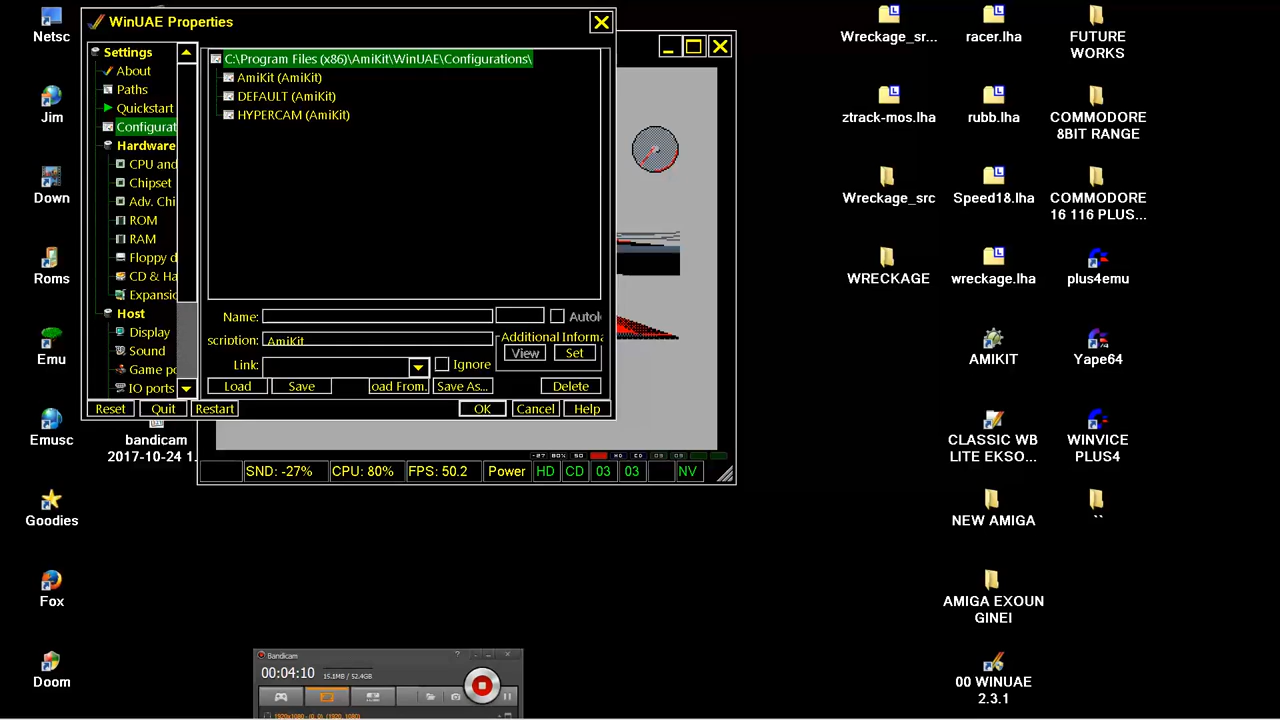 WinUAE Properties
Settings
About
Paths
Quickstart
Configurat
Hardware
CPU and
Chipset
Adv. Chi
ROM
RAM
Floppy d
CD & Ha
Expansio
Host
Display
Sound
Game po
IO ports
C:\Program Files (x86)\AmiKit\WinUAE\Configurations\
AmiKit (AmiKit)
DEFAULT (AmiKit)
HYPERCAM (AmiKit)
Name:
Autol
scription:
AmiKit
Additional Informa
View
Set
Link:
Ignore
Load
Save
oad From.
Save As...
Delete
Reset
Quit
Restart
OK
Cancel
Help
SND: -27%
CPU: 80%
FPS: 50.2
Power
HD
CD
03
03
NV
Netsc
Jim
Down
Roms
Emu
Emusc
Goodies
Fox
Doom
bandicam
2017-10-24 1.
Wreckage_sr...
racer.lha
FUTURE
WORKS
ztrack-mos.lha
rubb.lha
COMMODORE
8BIT RANGE
Wreckage_src
Speed18.lha
COMMODORE
16 116 PLUS...
WRECKAGE
wreckage.lha
plus4emu
AMIKIT
Yape64
CLASSIC WB
LITE EKSO...
WINVICE
PLUS4
NEW AMIGA
``
AMIGA EXOUN
GINEI
00 WINUAE
2.3.1
Bandicam
00:04:10
15.1MB / 52.4GB
1920x1080 - (0, 0), (1920, 1080)